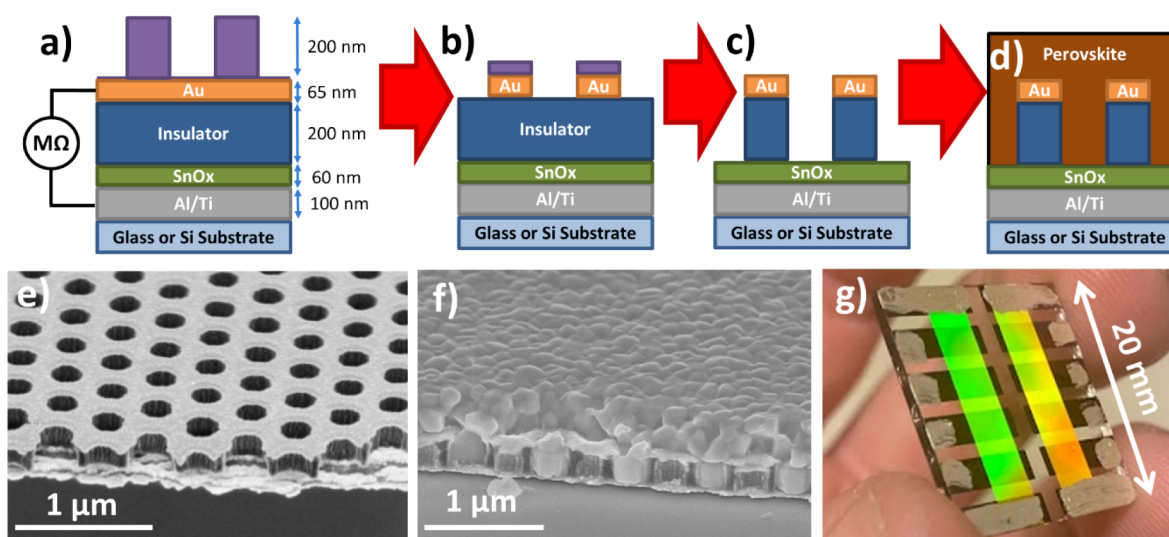 a)
200 nm
Au
65 nm
MΩ
Insulator
200 nm
SnOx
60 nm
Al/Ti
100 nm
Glass or Si Substrate
b)
Au
Au
Insulator
SnOx
Al/Ti
Glass or Si Substrate
c)
Au
Au
SnOx
Al/Ti
Glass or Si Substrate
d)
Perovskite
Au
Au
SnOx
Al/Ti
Glass or Si Substrate
e)
1 μm
f)
1 μm
g)
20 mm